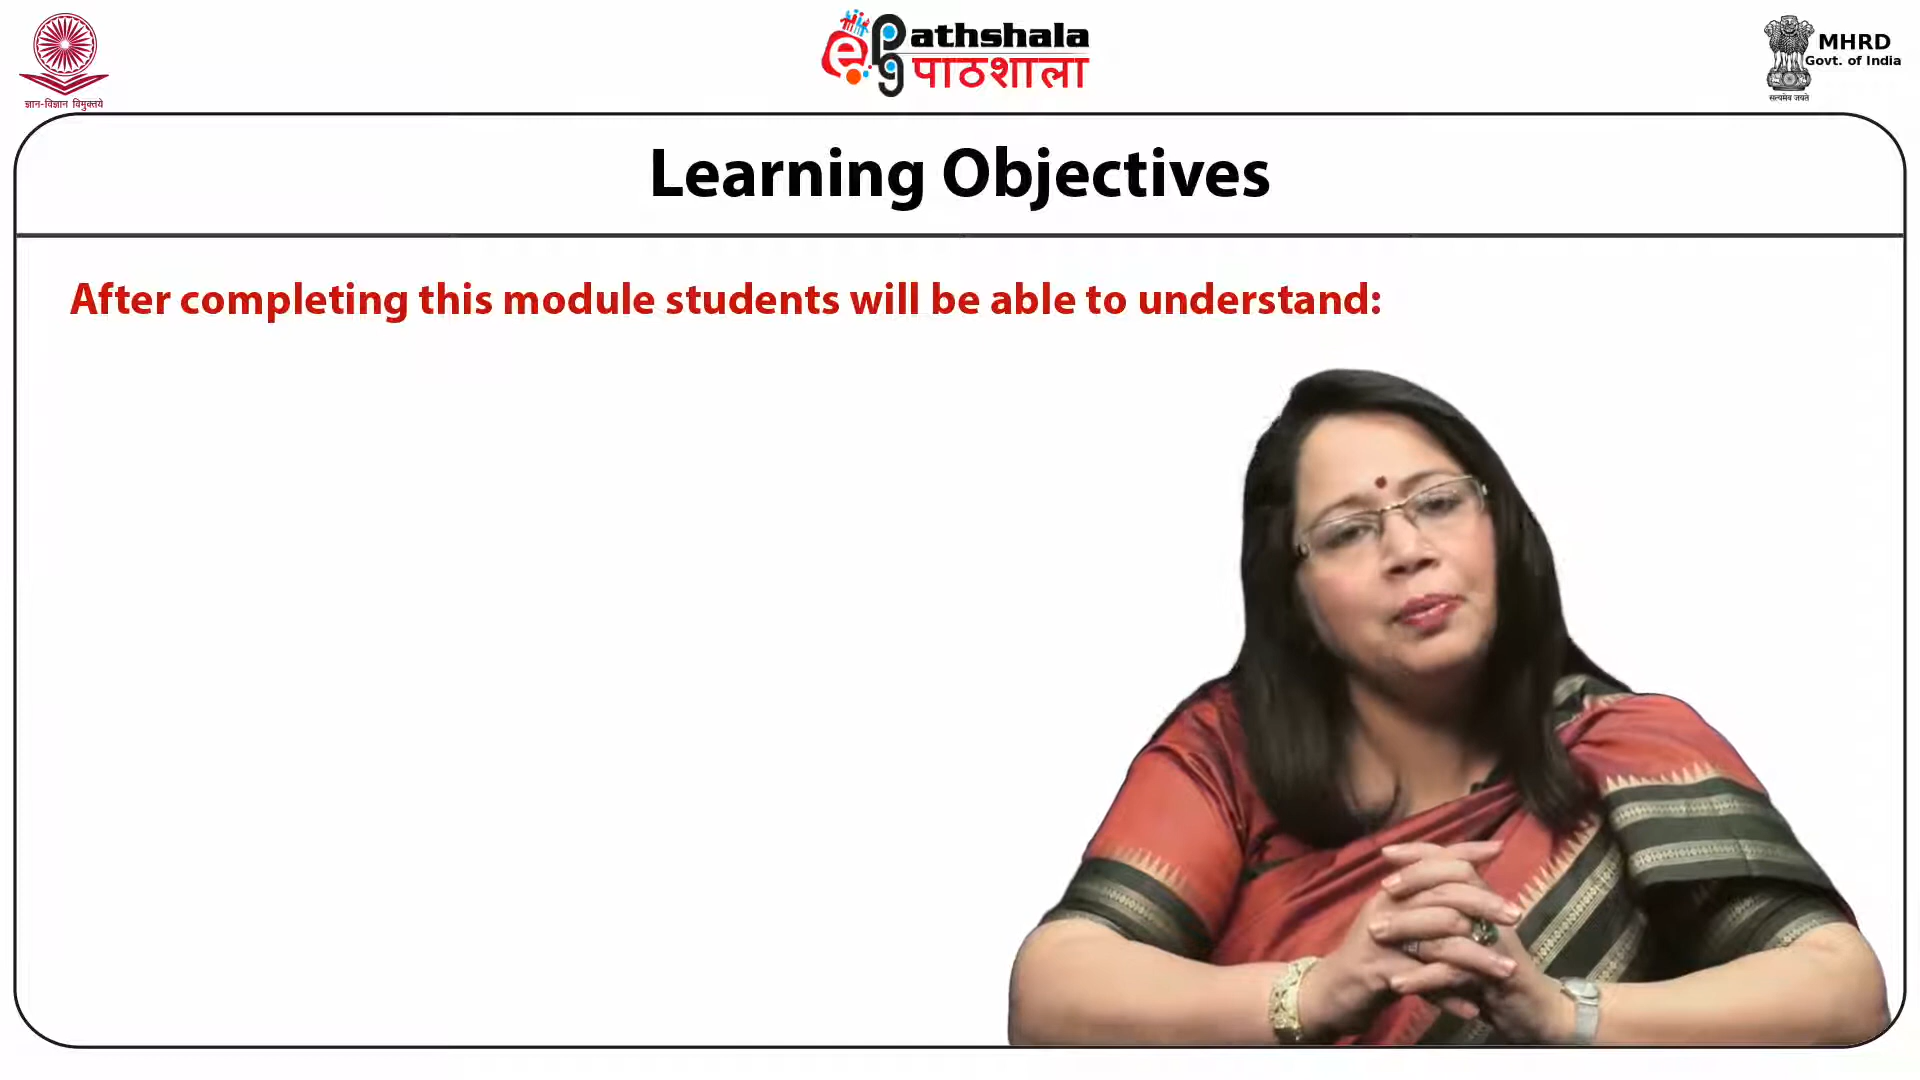 ज्ञान-विज्ञान विमुक्तये
ePathshala
पाठशाला
MHRD
Govt. of India
सत्यमेव जयते
Learning Objectives
After completing this module students will be able to understand: